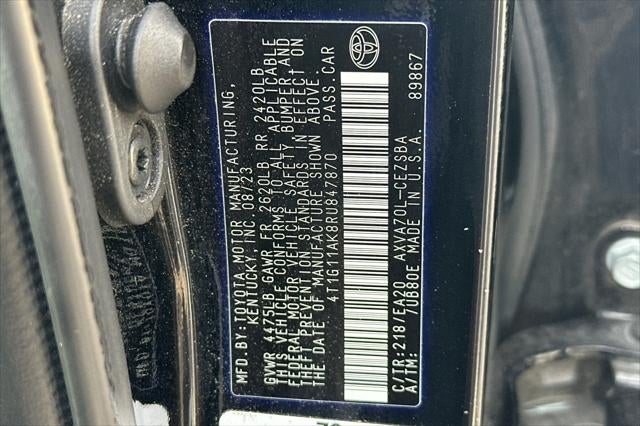 MFD. BY: TOYOTA MOTOR MANUFACTURING,
KENTUCKY, INC. 08/23
GVWR 4475LB GAWR FR 2620LB RR 2420LB
THIS VEHICLE CONFORMS TO ALL APPLICABLE
FEDERAL MOTOR VEHICLE SAFETY, BUMPER AND
THEFT PREVENTION STANDARDS IN EFFECT ON
THE DATE OF MANUFACTURE SHOWN ABOVE.
4T1G11AK8RU847870 PASS.CAR
C/TR:218/EA20 AXVA70L-CEZSBA
A/TM: /UB80E MADE IN U.S.A. 89867